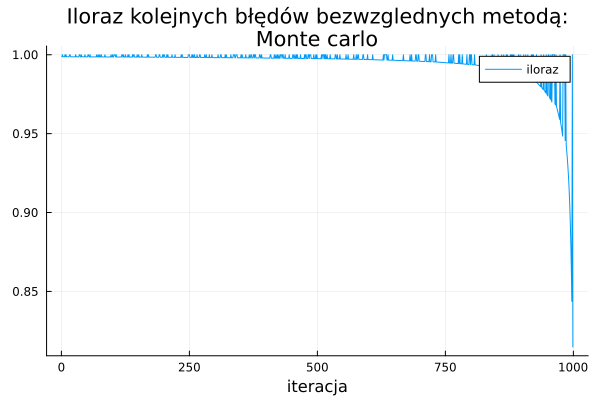 Iloraz kolejnych błędów bezwzglednych metodą:
Monte carlo
iloraz
1.00
0.95
0.90
0.85
0
250
500
750
1000
iteracja